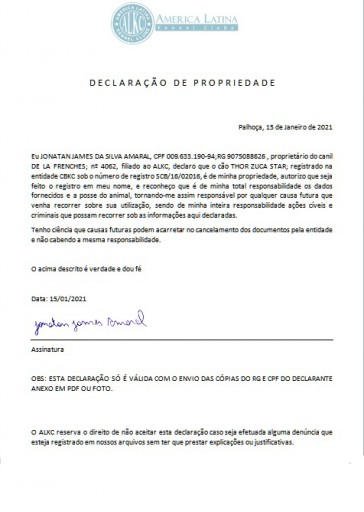 ALKC
AMERICA LATINA
Kennel Clube
DECLARAÇÃO DE PROPRIEDADE
Palhoça, 15 de Janeiro de 2021
Eu JONATAN JAMES DA SILVA AMARAL, CPF 009.633.190-94;RG 9075088626 , proprietário do canil
DE LA FRENCHES; nº 4062, filiado ao ALKC, declaro que o cão THOR ZUCA STAR; registrado na
entidade CBKC sob o número de registro SCB/16/02016, é de minha propriedade, autorizo que seja
feito o registro em meu nome, e reconheço que é de minha total responsabilidade os dados
fornecidos e a posse do animal, tornando-me assim responsável por qualquer causa futura que
venha recorrer sobre sua utilização, sendo de minha inteira responsabilidade ações cíveis e
criminais que possam recorrer sob as informações aqui declaradas.
Tenho ciência que causas futuras podem acarretar no cancelamento dos documentos pela entidade
e não cabendo a mesma responsabilidade.
O acima descrito é verdade e dou fé
Data: 15/01/2021
jonatan james Amaral
Assinatura
OBS: ESTA DECLARAÇÃO SÓ É VÁLIDA COM O ENVIO DAS CÓPIAS DO RG E CPF DO DECLARANTE
ANEXO EM PDF OU FOTO.
O ALKC reserva o direito de não aceitar esta declaração caso seja efetuada alguma denúncia que
esteja registrado em nossos arquivos sem ter que prestar explicações ou justificativas.